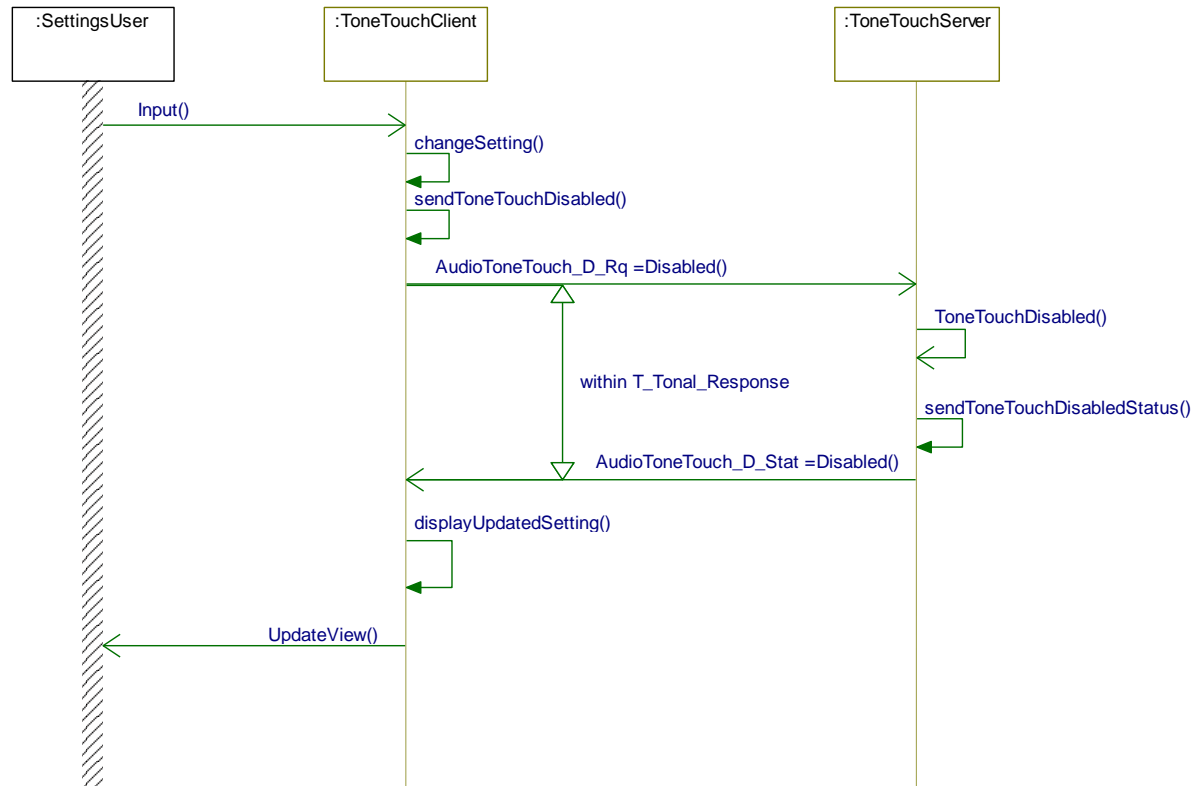 :SettingsUser
:ToneTouchClient
:ToneTouchServer
Input()
changeSetting()
sendToneTouchDisabled()
AudioToneTouch_D_Rq =Disabled()
ToneTouchDisabled()
within T_Tonal_Response
sendToneTouchDisabledStatus()
AudioToneTouch_D_Stat =Disabled()
displayUpdatedSetting()
UpdateView()